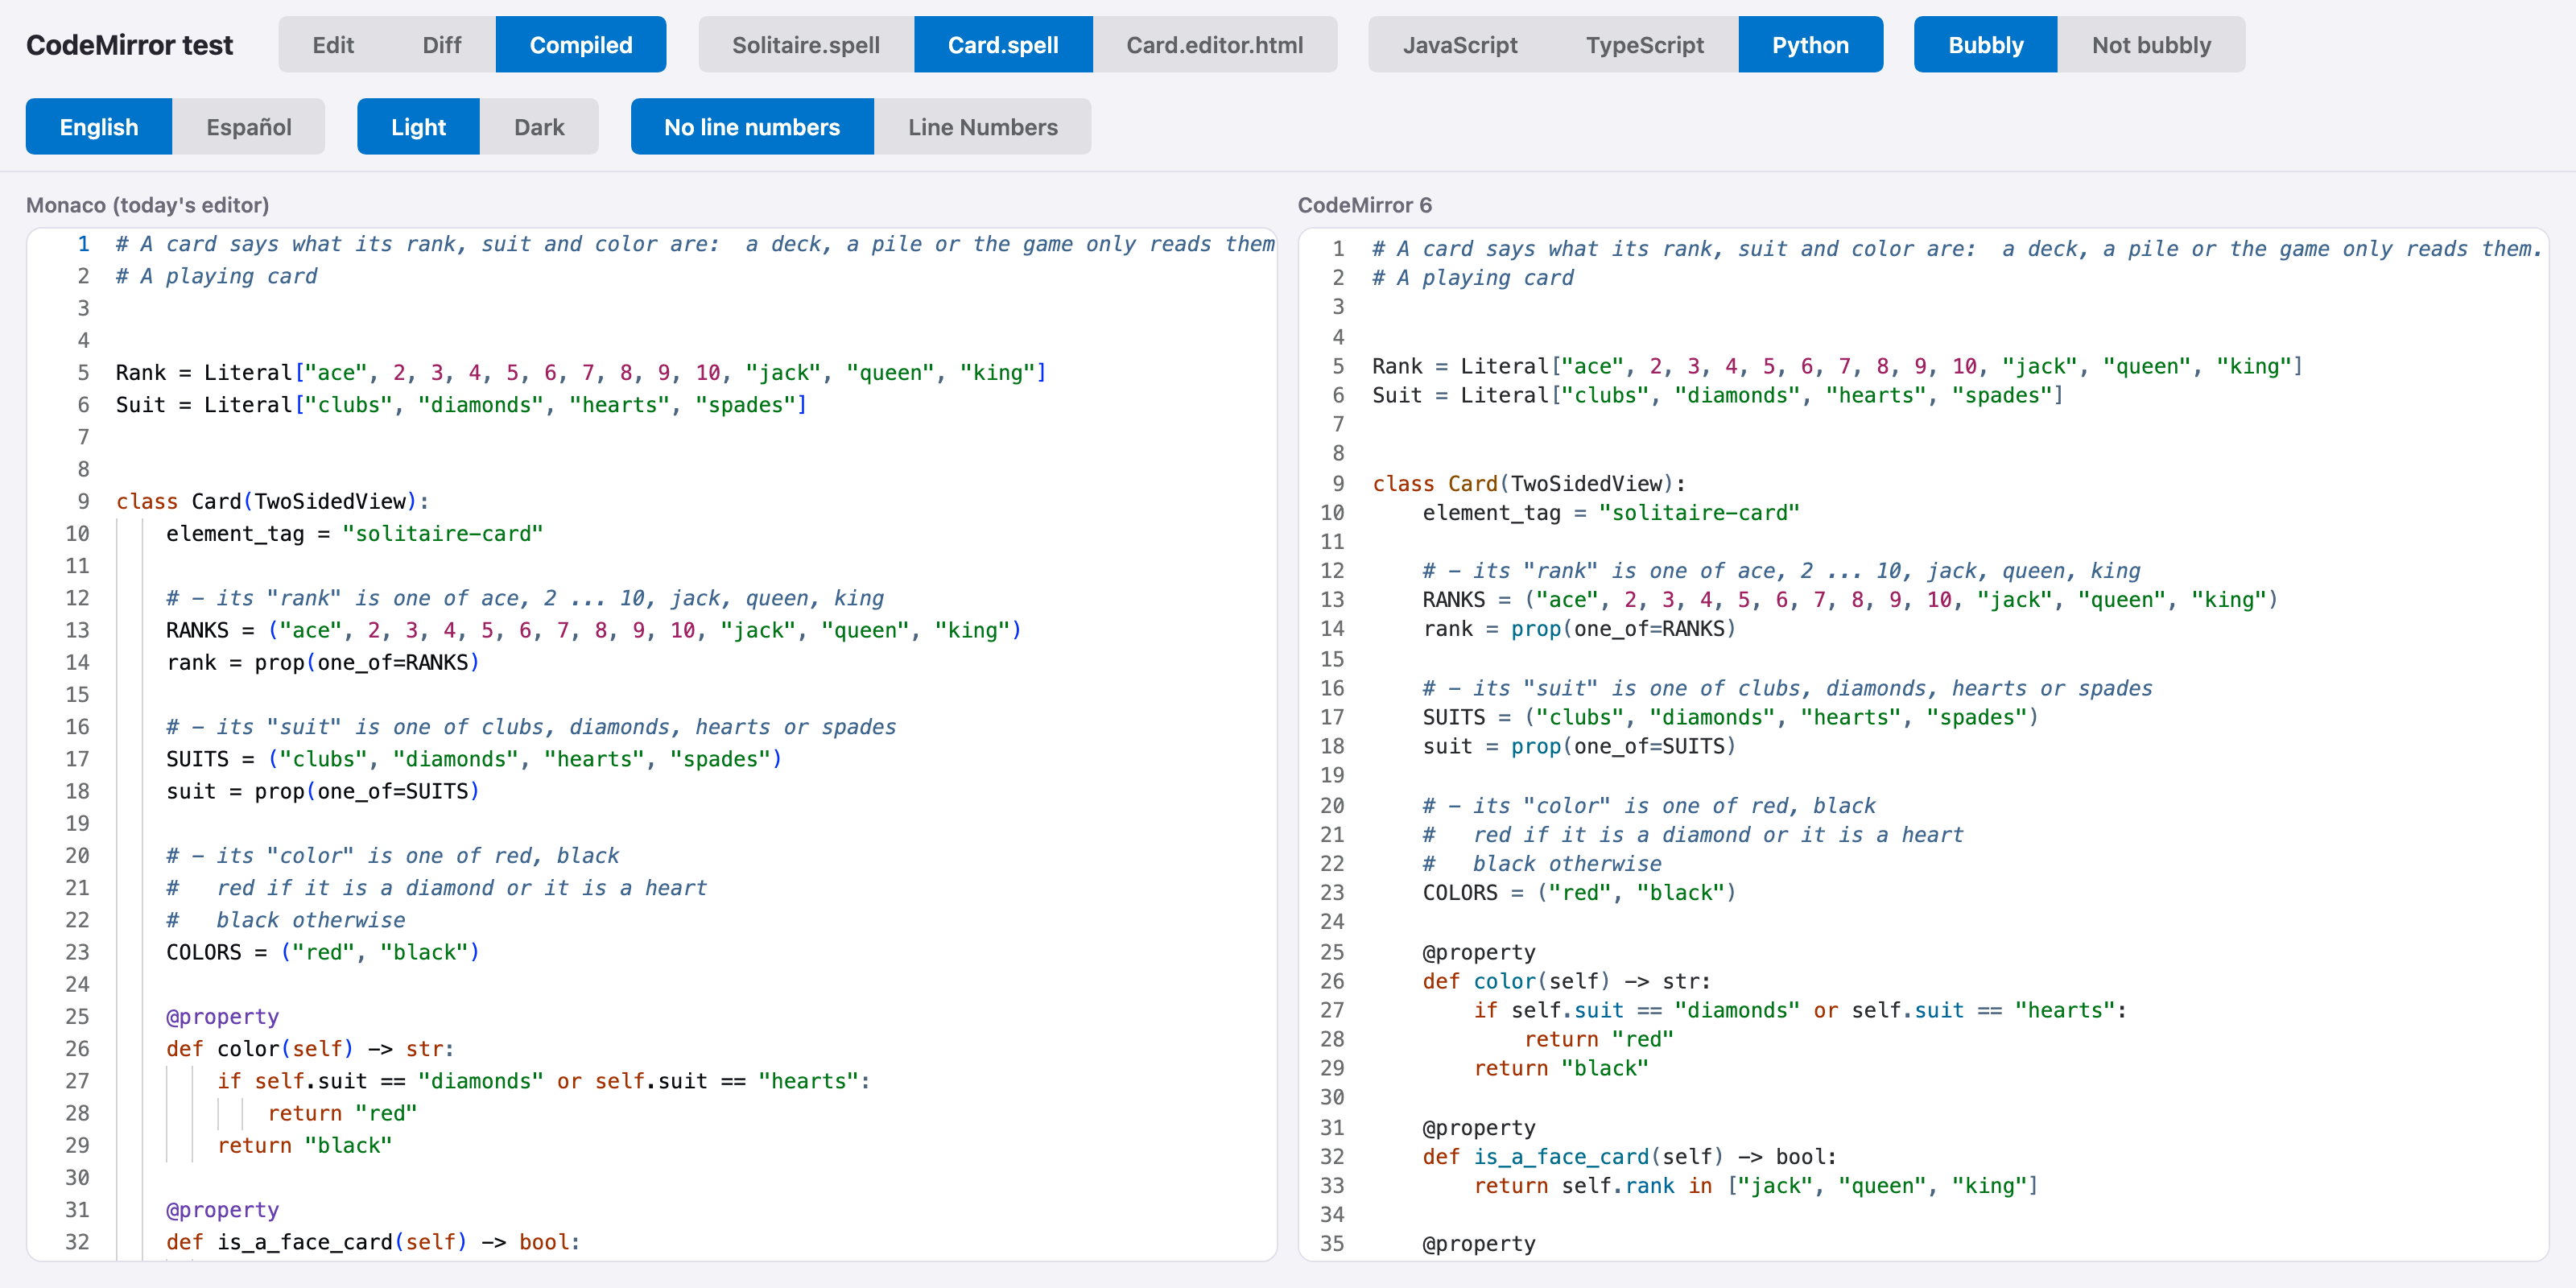 CodeMirror test Edit Diff Compiled Solitaire.spell Card.spell Card.editor.html JavaScript TypeScript Python Bubbly Not bubbly
English Español Light Dark No line numbers Line Numbers
Monaco (today's editor)
1 # A card says what its rank, suit and color are:  a deck, a pile or the game only reads them
2 # A playing card
3
4
5 Rank = Literal["ace", 2, 3, 4, 5, 6, 7, 8, 9, 10, "jack", "queen", "king"]
6 Suit = Literal["clubs", "diamonds", "hearts", "spades"]
7
8
9 class Card(TwoSidedView):
10     element_tag = "solitaire-card"
11
12     # – its "rank" is one of ace, 2 ... 10, jack, queen, king
13     RANKS = ("ace", 2, 3, 4, 5, 6, 7, 8, 9, 10, "jack", "queen", "king")
14     rank = prop(one_of=RANKS)
15
16     # – its "suit" is one of clubs, diamonds, hearts or spades
17     SUITS = ("clubs", "diamonds", "hearts", "spades")
18     suit = prop(one_of=SUITS)
19
20     # – its "color" is one of red, black
21     #   red if it is a diamond or it is a heart
22     #   black otherwise
23     COLORS = ("red", "black")
24
25     @property
26     def color(self) -> str:
27         if self.suit == "diamonds" or self.suit == "hearts":
28             return "red"
29         return "black"
30
31     @property
32     def is_a_face_card(self) -> bool:
CodeMirror 6
1 # A card says what its rank, suit and color are:  a deck, a pile or the game only reads them.
2 # A playing card
3
4
5 Rank = Literal["ace", 2, 3, 4, 5, 6, 7, 8, 9, 10, "jack", "queen", "king"]
6 Suit = Literal["clubs", "diamonds", "hearts", "spades"]
7
8
9 class Card(TwoSidedView):
10     element_tag = "solitaire-card"
11
12     # – its "rank" is one of ace, 2 ... 10, jack, queen, king
13     RANKS = ("ace", 2, 3, 4, 5, 6, 7, 8, 9, 10, "jack", "queen", "king")
14     rank = prop(one_of=RANKS)
15
16     # – its "suit" is one of clubs, diamonds, hearts or spades
17     SUITS = ("clubs", "diamonds", "hearts", "spades")
18     suit = prop(one_of=SUITS)
19
20     # – its "color" is one of red, black
21     #   red if it is a diamond or it is a heart
22     #   black otherwise
23     COLORS = ("red", "black")
24
25     @property
26     def color(self) -> str:
27         if self.suit == "diamonds" or self.suit == "hearts":
28             return "red"
29         return "black"
30
31     @property
32     def is_a_face_card(self) -> bool:
33         return self.rank in ["jack", "queen", "king"]
34
35     @property